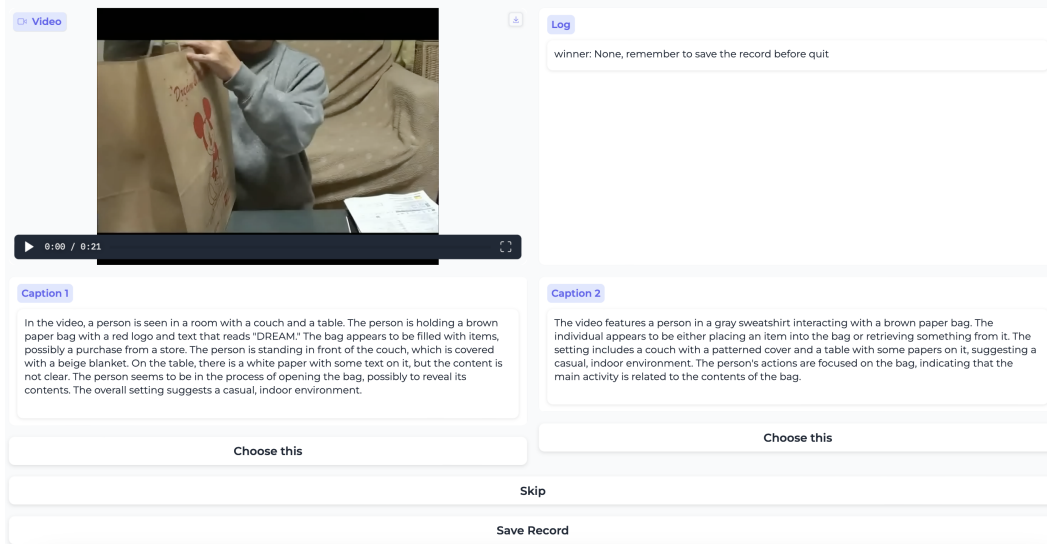 Video
Dream
0:00 / 0:21
Log
winner: None, remember to save the record before quit
Caption 1
In the video, a person is seen in a room with a couch and a table. The person is holding a brown
paper bag with a red logo and text that reads "DREAM." The bag appears to be filled with items,
possibly a purchase from a store. The person is standing in front of the couch, which is covered
with a beige blanket. On the table, there is a white paper with some text on it, but the content is
not clear. The person seems to be in the process of opening the bag, possibly to reveal its
contents. The overall setting suggests a casual, indoor environment.
Choose this
Caption 2
The video features a person in a gray sweatshirt interacting with a brown paper bag. The
individual appears to be either placing an item into the bag or retrieving something from it. The
setting includes a couch with a patterned cover and a table with some papers on it, suggesting a
casual, indoor environment. The person's actions are focused on the bag, indicating that the
main activity is related to the contents of the bag.
Choose this
Skip
Save Record